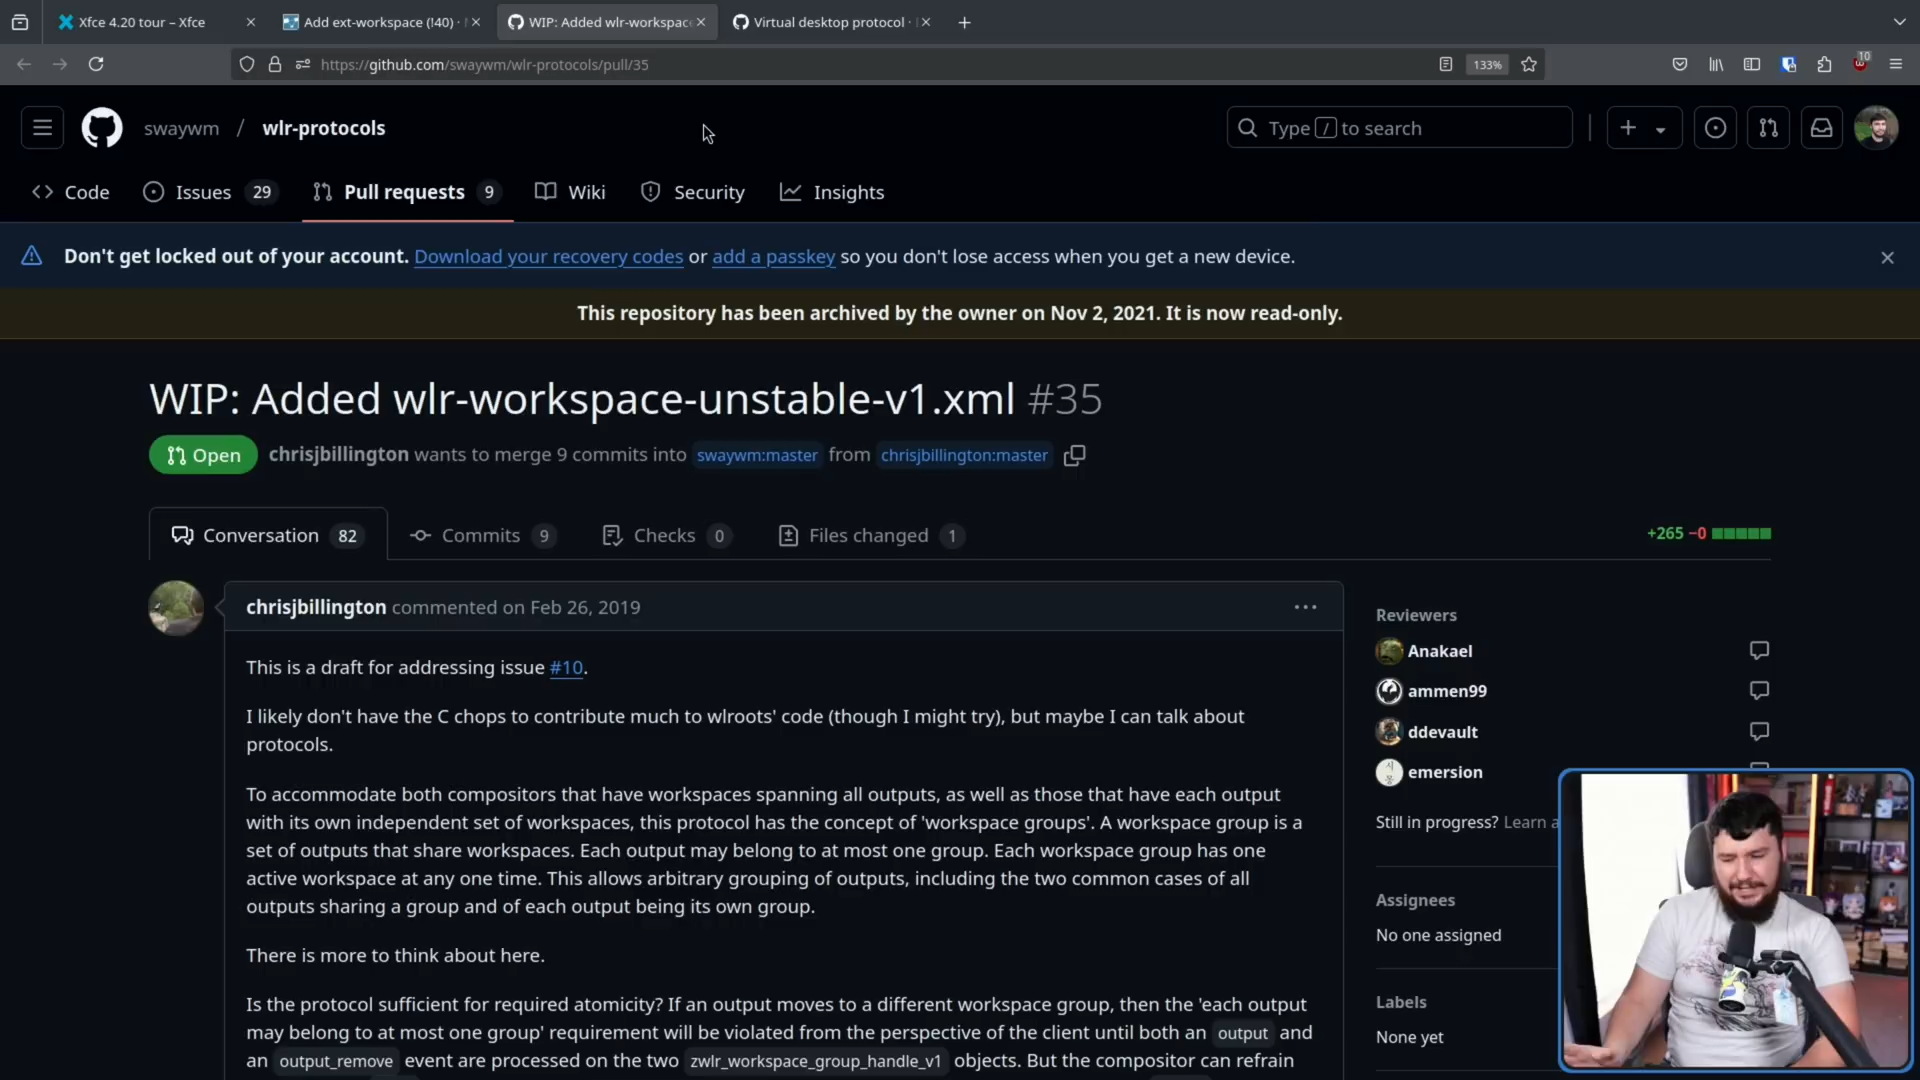 Xfce 4.20 tour – Xfce
Add ext-workspace (!40) ·
WIP: Added wlr-workspac
Virtual desktop protocol ·
https://github.com/swaywm/wlr-protocols/pull/35
133%
10
swaywm / wlr-protocols
Type / to search
Code
Issues 29
Pull requests 9
Wiki
Security
Insights
Don't get locked out of your account. Download your recovery codes or add a passkey so you don't lose access when you get a new device.
This repository has been archived by the owner on Nov 2, 2021. It is now read-only.
WIP: Added wlr-workspace-unstable-v1.xml #35
Open chrisjbillington wants to merge 9 commits into swaywm:master from chrisjbillington:master
Conversation 82
Commits 9
Checks 0
Files changed 1
+265 −0
chrisjbillington commented on Feb 26, 2019
This is a draft for addressing issue #10.
I likely don't have the C chops to contribute much to wlroots' code (though I might try), but maybe I can talk about
protocols.
To accommodate both compositors that have workspaces spanning all outputs, as well as those that have each output
with its own independent set of workspaces, this protocol has the concept of 'workspace groups'. A workspace group is a
set of outputs that share workspaces. Each output may belong to at most one group. Each workspace group has one
active workspace at any one time. This allows arbitrary grouping of outputs, including the two common cases of all
outputs sharing a group and of each output being its own group.
There is more to think about here.
Is the protocol sufficient for required atomicity? If an output moves to a different workspace group, then the 'each output
may belong to at most one group' requirement will be violated from the perspective of the client until both an output and
an output_remove event are processed on the two zwlr_workspace_group_handle_v1 objects. But the compositor can refrain
Reviewers
Anakael
ammen99
ddevault
emersion
Still in progress? Learn a
Assignees
No one assigned
Labels
None yet